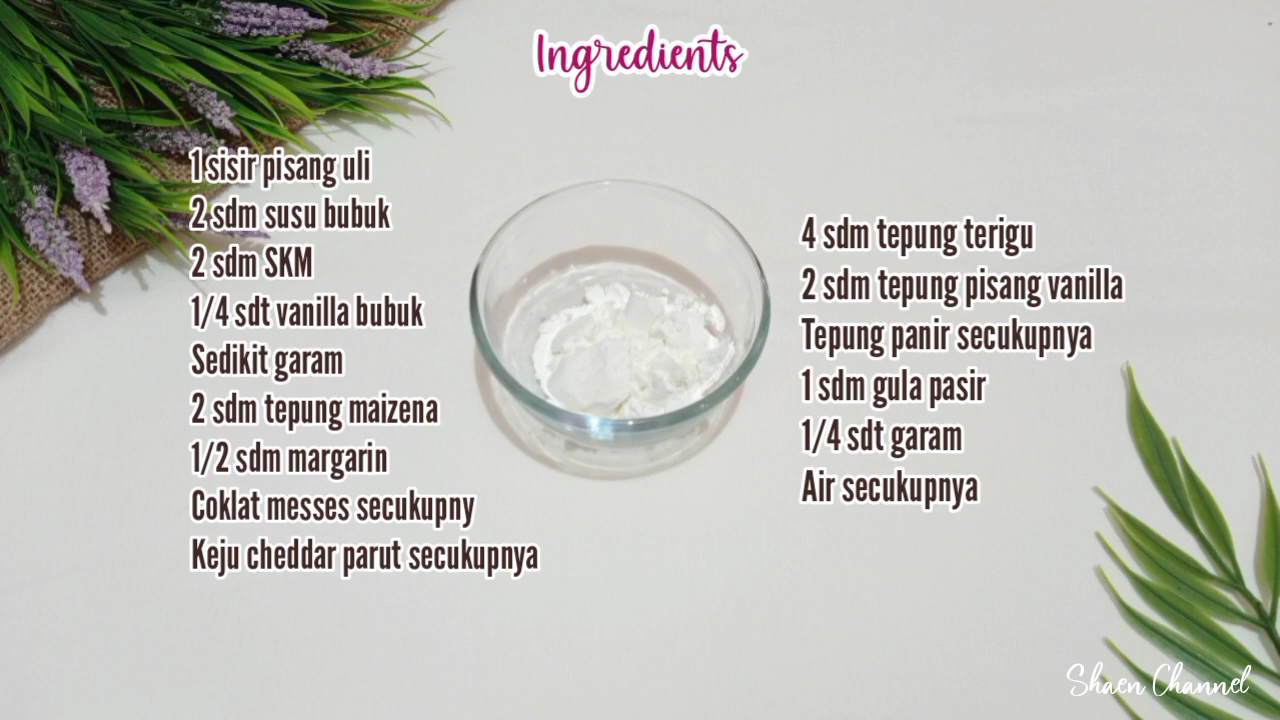 Ingredients
1 sisir pisang uli
2 sdm susu bubuk
2 sdm SKM
1/4 sdt vanilla bubuk
Sedikit garam
2 sdm tepung maizena
1/2 sdm margarin
Coklat messes secukupny
Keju cheddar parut secukupnya
4 sdm tepung terigu
2 sdm tepung pisang vanilla
Tepung panir secukupnya
1 sdm gula pasir
1/4 sdt garam
Air secukupnya
Shaen Channel